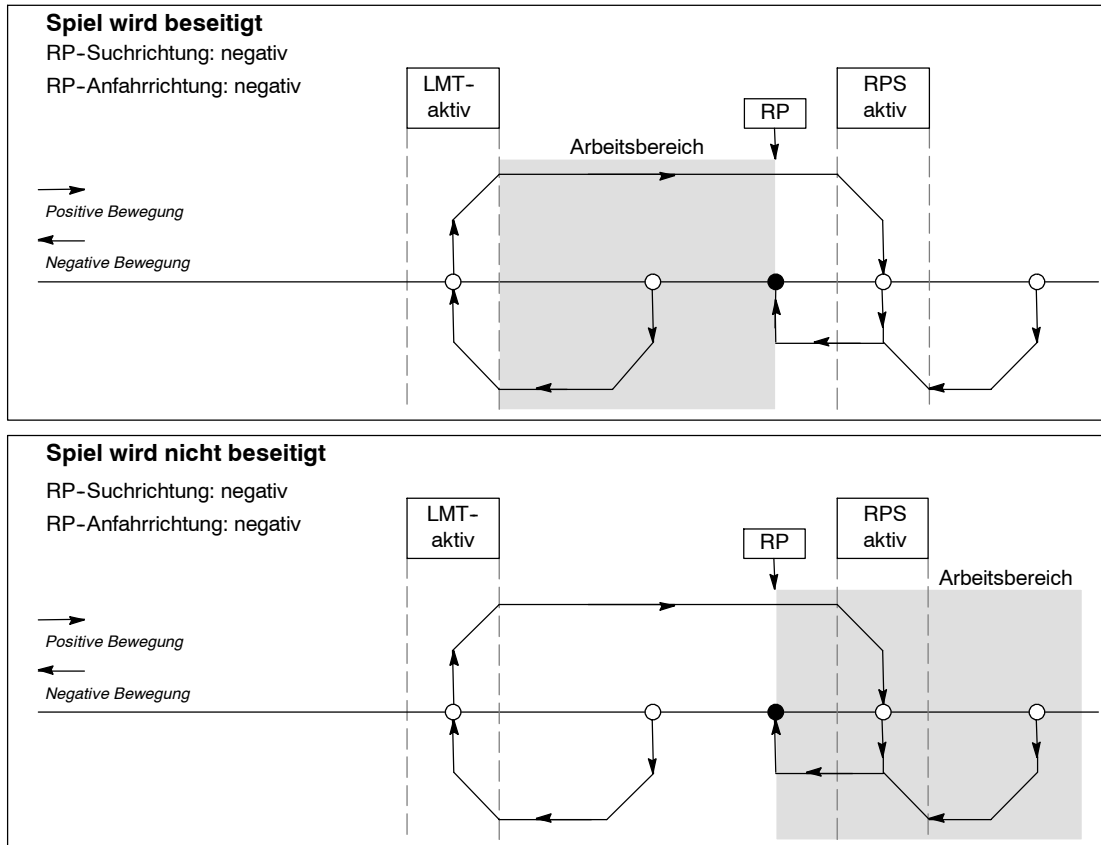 Spiel wird beseitigt
RP-Suchrichtung: negativ
RP-Anfahrrichtung: negativ
LMT-
aktiv
RP
RPS
aktiv
Arbeitsbereich
Positive Bewegung
Negative Bewegung
Spiel wird nicht beseitigt
RP-Suchrichtung: negativ
RP-Anfahrrichtung: negativ
LMT-
aktiv
RP
RPS
aktiv
Arbeitsbereich
Positive Bewegung
Negative Bewegung